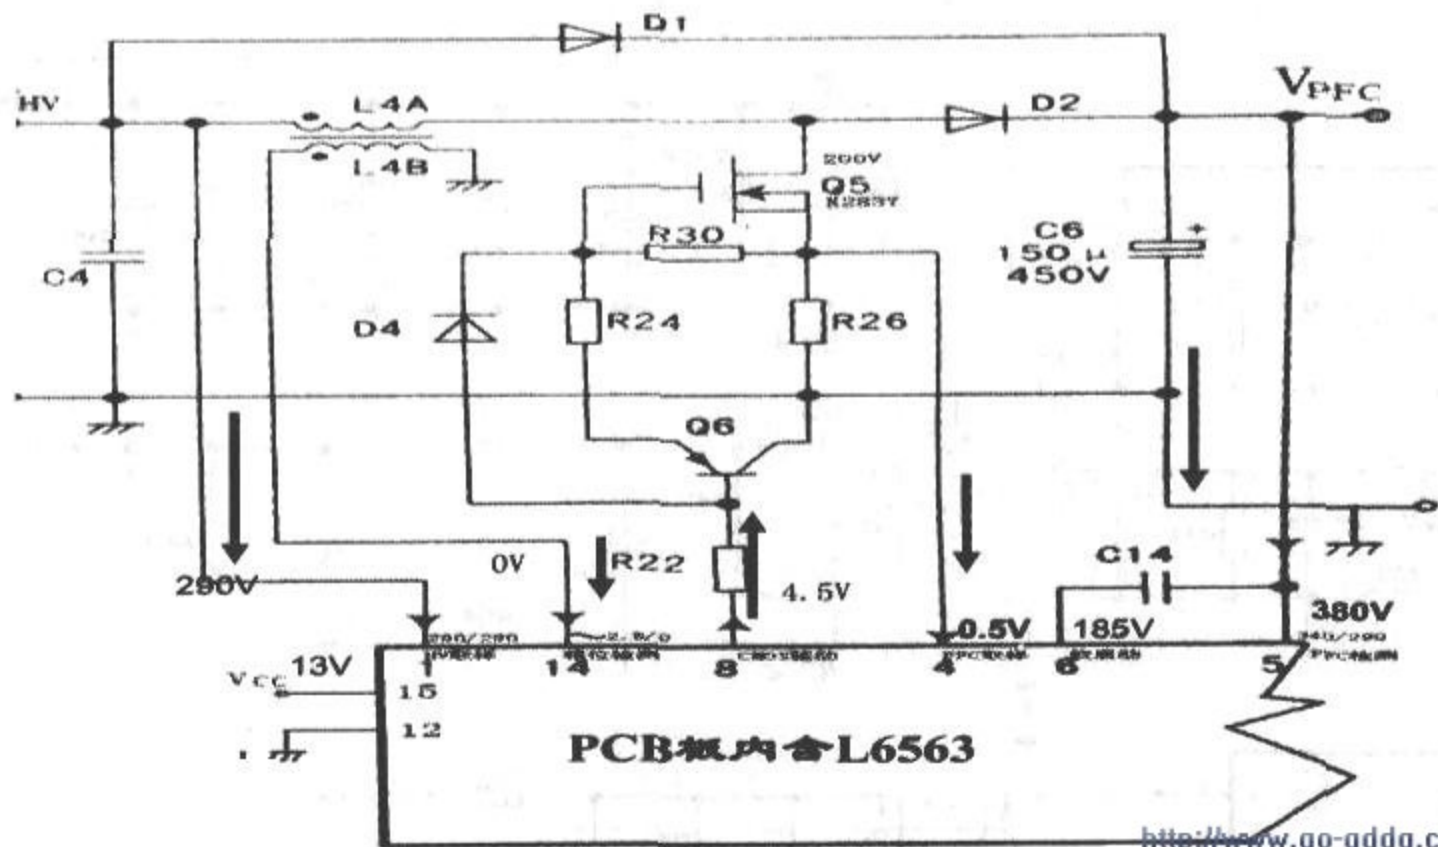 D1
HV
L4A
D2
VPFC
L4B
200V
Q5
R30
C6
150 μ
450V
C4
D4
R24
R26
Q6
0V
R22
4.5V
C14
290V
0.5V
185V
380V
1
14
8
4
6
5
13V
Vcc
15
12
PCB板内含L6563